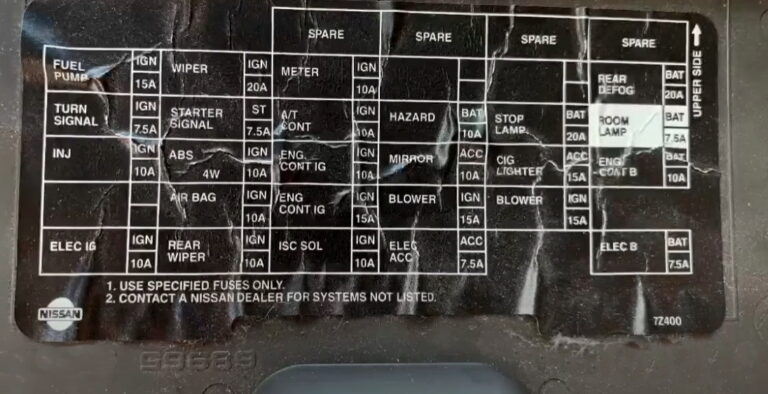 SPARE SPARE SPARE SPARE
UPPER SIDE
FUEL PUMP IGN 15A WIPER IGN 20A METER IGN 10A REAR DEFOG BAT 20A
TURN SIGNAL IGN 7.5A STARTER SIGNAL ST 7.5A A/T CONT IGN 10A HAZARD BAT 10A STOP LAMP BAT 20A ROOM LAMP BAT 7.5A
INJ IGN 10A ABS 4W IGN 10A ENG. CONT IG IGN 10A MIRROR ACC 10A CIG LIGHTER ACC 15A ENG CONT B BAT 10A
AIR BAG IGN 10A ENG CONT IG IGN 15A BLOWER IGN 15A BLOWER IGN 15A
ELEC IG IGN 10A REAR WIPER IGN 10A ISC SOL IGN 10A ELEC ACC ACC 7.5A ELEC B BAT 7.5A
1. USE SPECIFIED FUSES ONLY.
2. CONTACT A NISSAN DEALER FOR SYSTEMS NOT LISTED.
NISSAN
7Z400